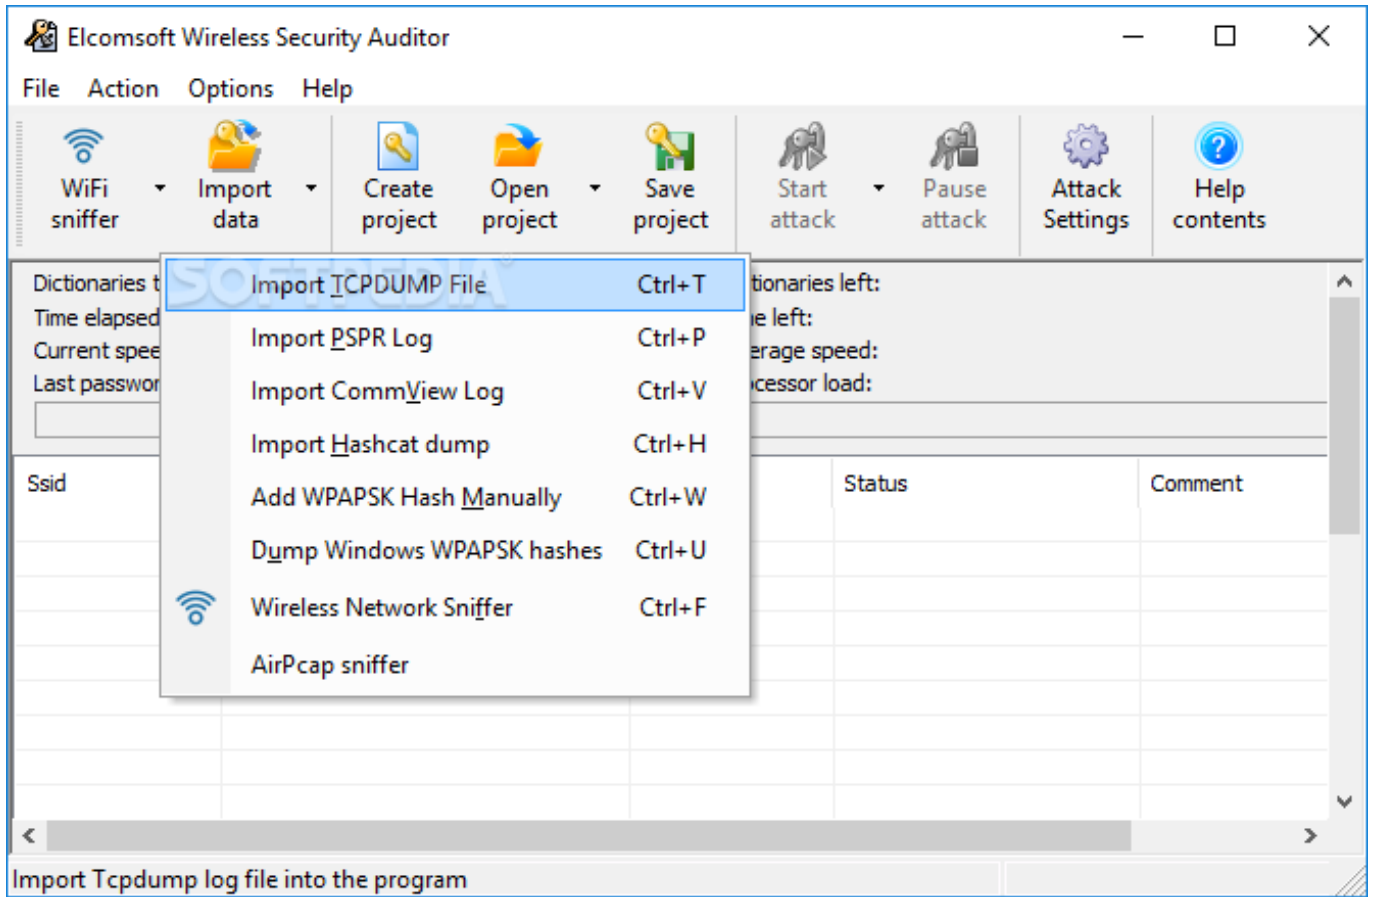 Elcomsoft Wireless Security Auditor
File Action Options Help
WiFi sniffer
Import data
Create project
Open project
Save project
Start attack
Pause attack
Attack Settings
Help contents
SOFTPEDIA®
Import TCPDUMP File Ctrl+T
Import PSPR Log Ctrl+P
Import CommView Log Ctrl+V
Import Hashcat dump Ctrl+H
Add WPAPSK Hash Manually Ctrl+W
Dump Windows WPAPSK hashes Ctrl+U
Wireless Network Sniffer Ctrl+F
AirPcap sniffer
Dictionaries t
tionaries left:
Time elapsed
e left:
Current spee
erage speed:
Last passwor
cessor load:
Ssid Status Comment
Import Tcpdump log file into the program